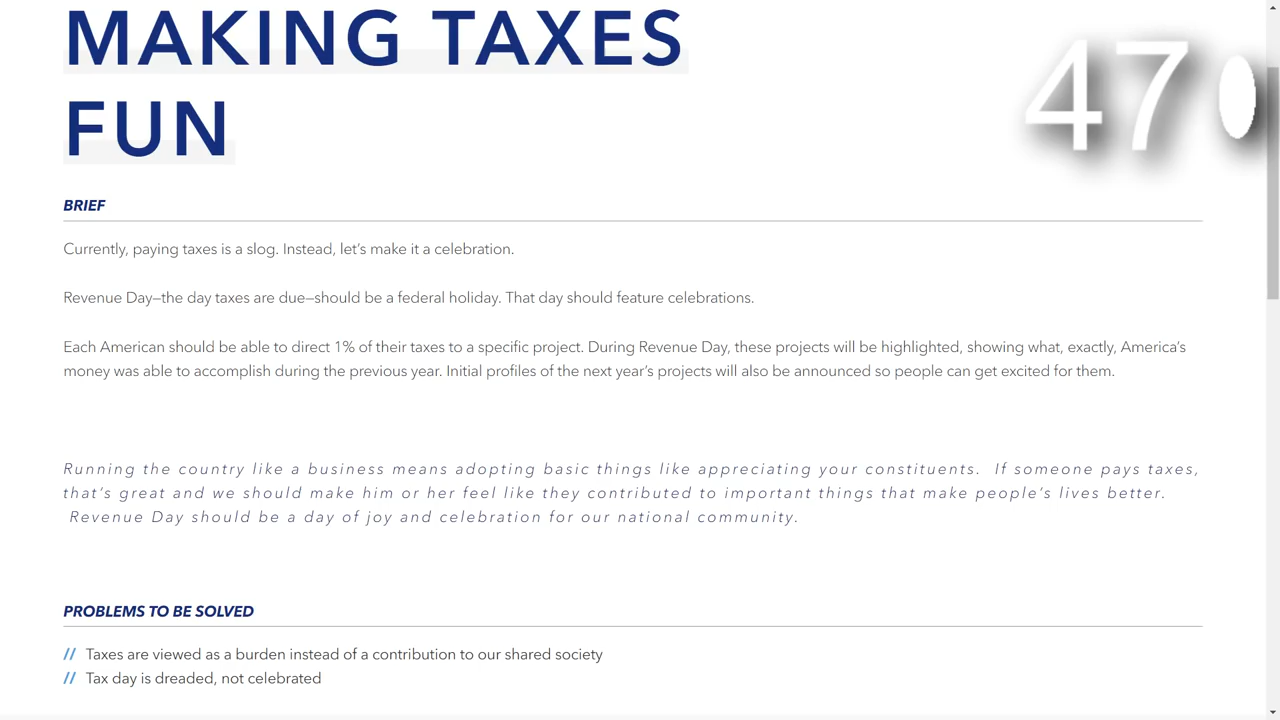 MAKING TAXES
FUN
47
BRIEF
Currently, paying taxes is a slog. Instead, let's make it a celebration.
Revenue Day—the day taxes are due—should be a federal holiday. That day should feature celebrations.
Each American should be able to direct 1% of their taxes to a specific project. During Revenue Day, these projects will be highlighted, showing what, exactly, America's
money was able to accomplish during the previous year. Initial profiles of the next year's projects will also be announced so people can get excited for them.
Running the country like a business means adopting basic things like appreciating your constituents. If someone pays taxes,
that's great and we should make him or her feel like they contributed to important things that make people's lives better.
Revenue Day should be a day of joy and celebration for our national community.
PROBLEMS TO BE SOLVED
// Taxes are viewed as a burden instead of a contribution to our shared society
// Tax day is dreaded, not celebrated